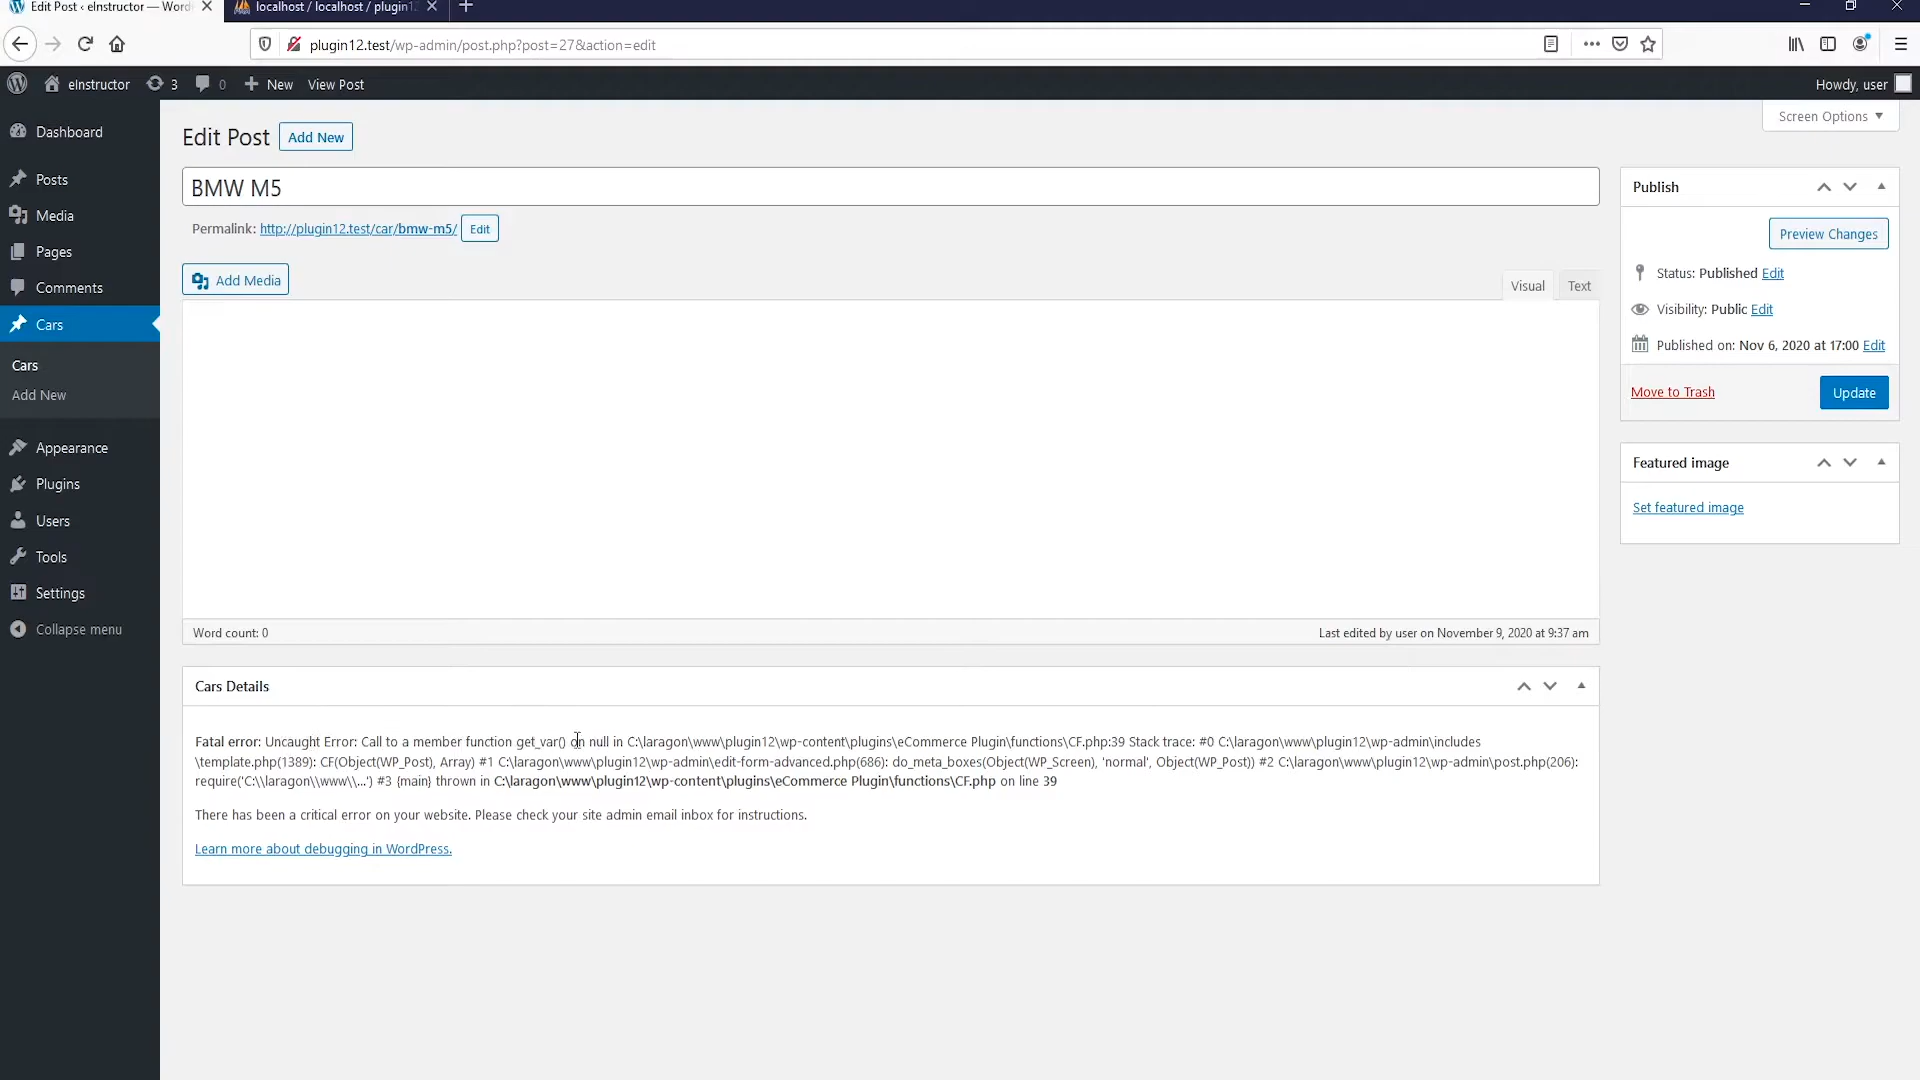 Edit Post ‹ eInstructor — Word
localhost / localhost / plugin12
plugin12.test/wp-admin/post.php?post=27&action=edit
eInstructor
3
0
New
View Post
Howdy, user
Screen Options
Dashboard
Posts
Media
Pages
Comments
Cars
Cars
Add New
Appearance
Plugins
Users
Tools
Settings
Collapse menu
Edit Post
Add New
BMW M5
Permalink: http://plugin12.test/car/bmw-m5/ Edit
Add Media
Visual
Text
Word count: 0
Last edited by user on November 9, 2020 at 9:37 am
Cars Details
Fatal error: Uncaught Error: Call to a member function get_var() on null in C:\laragon\www\plugin12\wp-content\plugins\eCommerce Plugin\functions\CF.php:39 Stack trace: #0 C:\laragon\www\plugin12\wp-admin\includes
\template.php(1389): CF(Object(WP_Post), Array) #1 C:\laragon\www\plugin12\wp-admin\edit-form-advanced.php(686): do_meta_boxes(Object(WP_Screen), 'normal', Object(WP_Post)) #2 C:\laragon\www\plugin12\wp-admin\post.php(206):
require('C:\\laragon\\www\\...') #3 {main} thrown in C:\laragon\www\plugin12\wp-content\plugins\eCommerce Plugin\functions\CF.php on line 39
There has been a critical error on your website. Please check your site admin email inbox for instructions.
Learn more about debugging in WordPress.
Publish
Preview Changes
Status: Published Edit
Visibility: Public Edit
Published on: Nov 6, 2020 at 17:00 Edit
Move to Trash
Update
Featured image
Set featured image